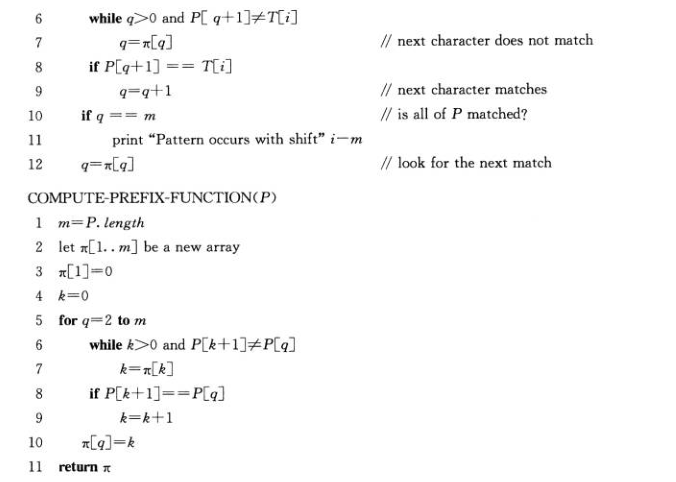 6 while q>0 and P[ q+1]≠T[i]
7 q=π[q] // next character does not match
8 if P[q+1] == T[i]
9 q=q+1 // next character matches
10 if q == m // is all of P matched?
11 print “Pattern occurs with shift” i−m
12 q=π[q] // look for the next match
COMPUTE-PREFIX-FUNCTION(P)
1 m=P. length
2 let π[1..m] be a new array
3 π[1]=0
4 k=0
5 for q=2 to m
6 while k>0 and P[k+1]≠P[q]
7 k=π[k]
8 if P[k+1]==P[q]
9 k=k+1
10 π[q]=k
11 return π